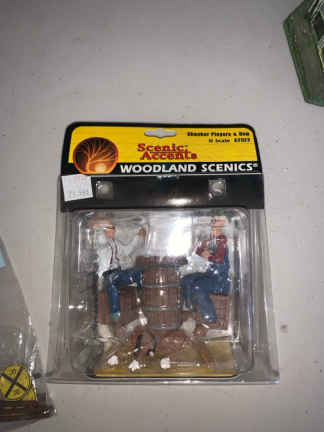 Checker Players & Dog
Scenic Accents
WOODLAND SCENICS®